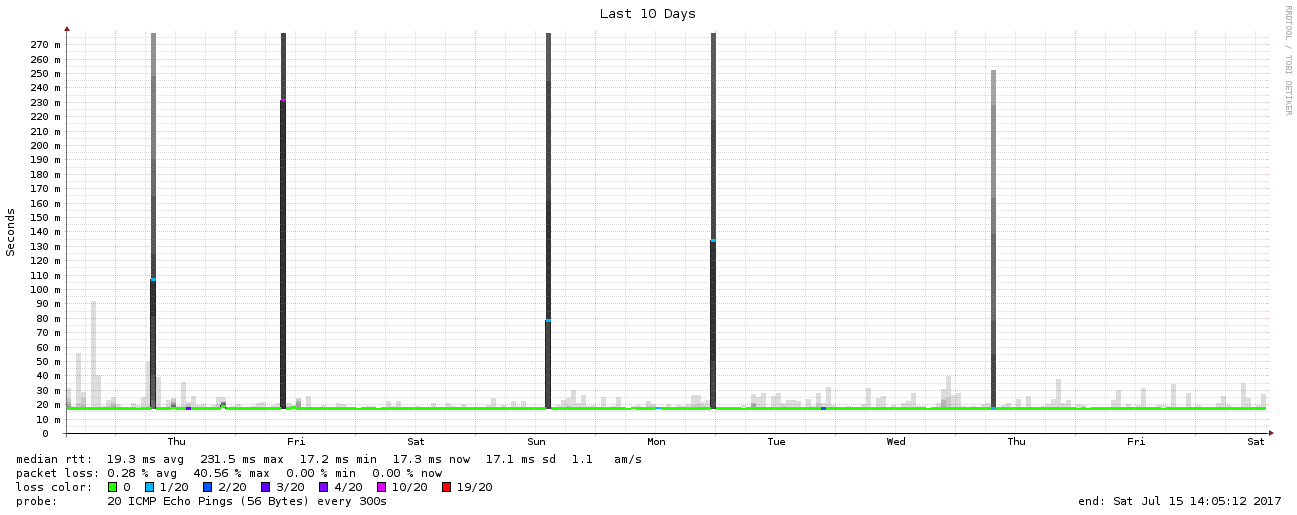 Last 10 Days
RRDTOOL / TOBI OETIKER
Seconds
270 m
260 m
250 m
240 m
230 m
220 m
210 m
200 m
190 m
180 m
170 m
160 m
150 m
140 m
130 m
120 m
110 m
100 m
90 m
80 m
70 m
60 m
50 m
40 m
30 m
20 m
10 m
0
Thu Fri Sat Sun Mon Tue Wed Thu Fri Sat
median rtt: 19.3 ms avg 231.5 ms max 17.2 ms min 17.3 ms now 17.1 ms sd 1.1 am/s
packet loss: 0.28 % avg 40.56 % max 0.00 % min 0.00 % now
loss color: 0 1/20 2/20 3/20 4/20 10/20 19/20
probe: 20 ICMP Echo Pings (56 Bytes) every 300s end: Sat Jul 15 14:05:12 2017